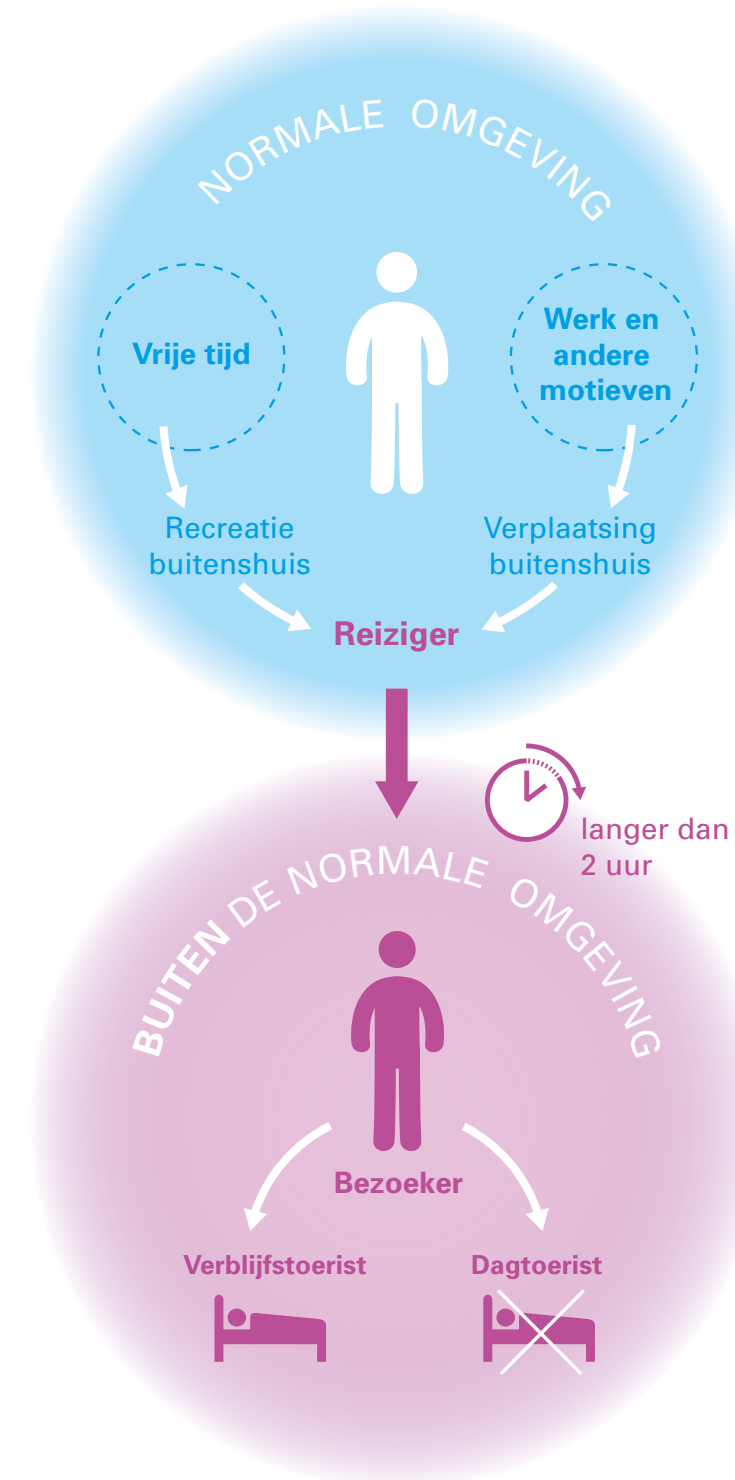 NORMALE OMGEVING
Vrije tijd
Werk en
andere
motieven
Recreatie
buitenshuis
Verplaatsing
buitenshuis
Reiziger
langer dan
2 uur
BUITEN DE NORMALE OMGEVING
Bezoeker
Verblijfstoerist
Dagtoerist